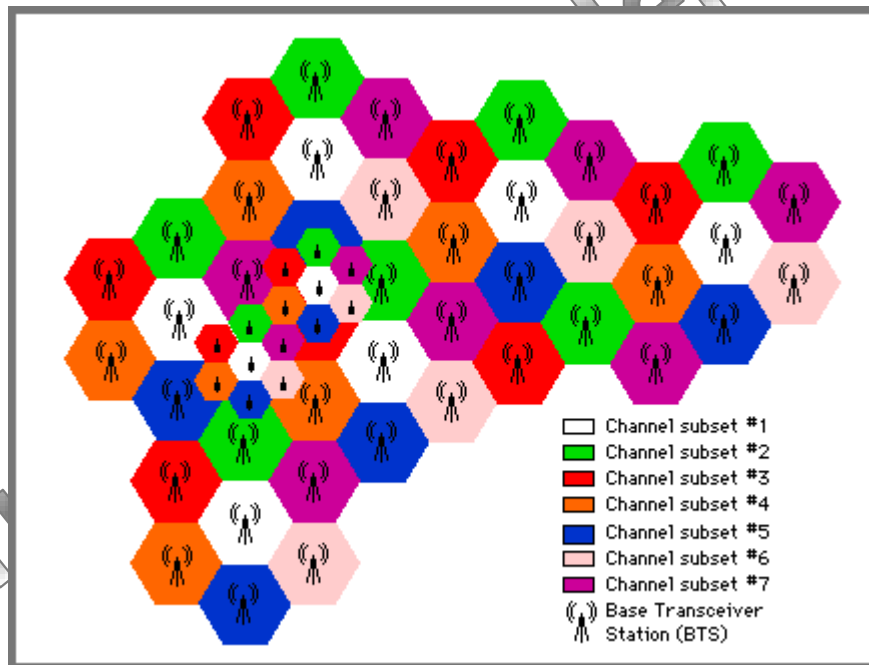 Channel subset #1
Channel subset #2
Channel subset #3
Channel subset #4
Channel subset #5
Channel subset #6
Channel subset #7
Base Transceiver
Station (BTS)